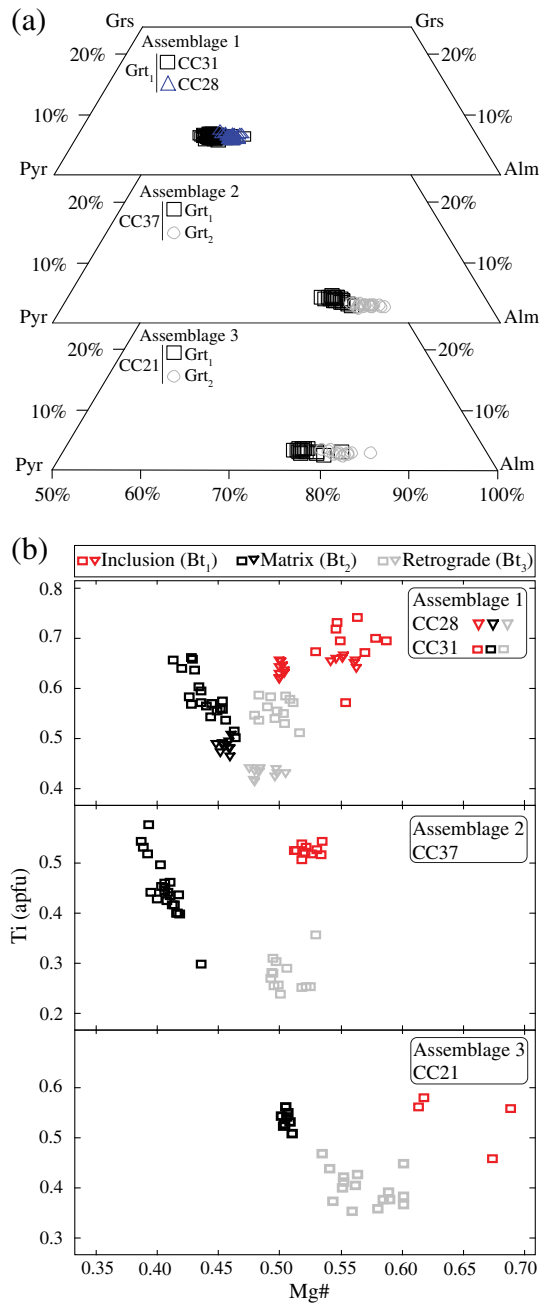 (a)
Grs Grs
Assemblage 1
Grt₁ CC31
CC28
20% 20%
10% 10%
Pyr Alm
Assemblage 2
CC37 Grt₁
Grt₂
20% 20%
10% 10%
Pyr Alm
Assemblage 3
CC21 Grt₁
Grt₂
20% 20%
10% 10%
Pyr Alm
50% 60% 70% 80% 90% 100%
(b)
Inclusion (Bt₁) Matrix (Bt₂) Retrograde (Bt₃)
0.8
0.7
0.6
0.5
0.4
Assemblage 1
CC28
CC31
0.5
0.4
0.3
0.2
Assemblage 2
CC37
Ti (apfu)
0.6
0.5
0.4
0.3
Assemblage 3
CC21
0.35 0.40 0.45 0.50 0.55 0.60 0.65 0.70
Mg#